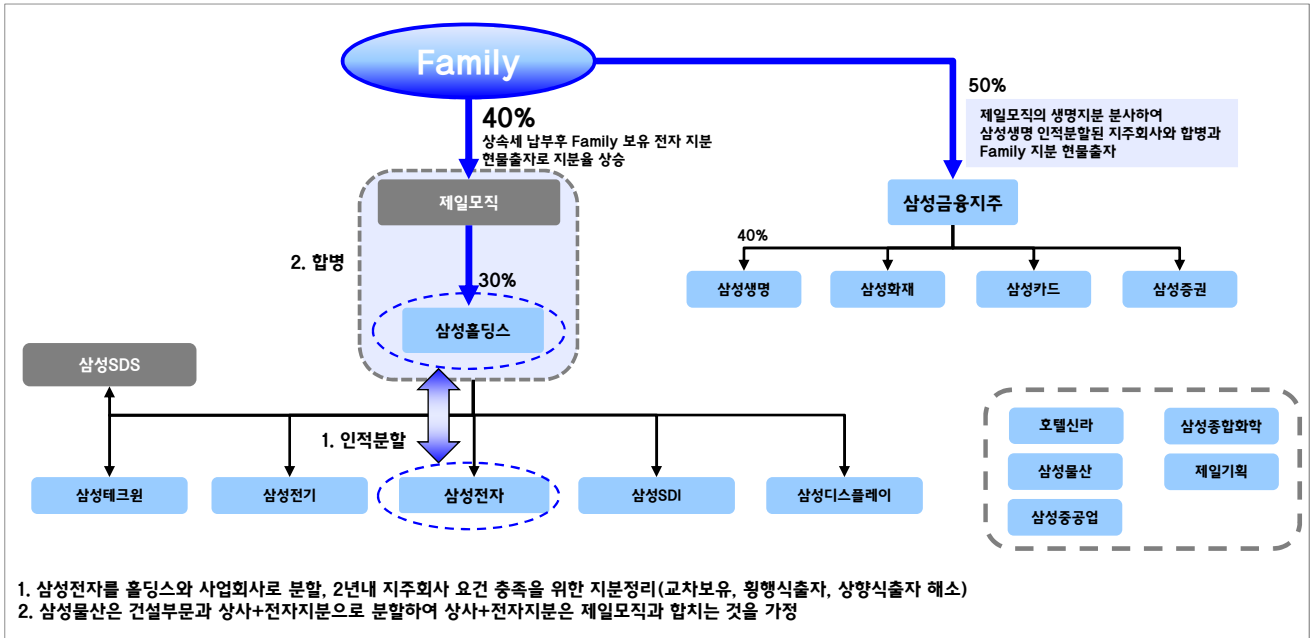 Family
40%
상속세 납부후 Family 보유 전자 지분
현물출자로 지분율 상승
50%
제일모직의 생명지분 분사하여
삼성생명 인적분할된 지주회사와 합병과
Family 지분 현물출자
제일모직
삼성금융지주
2. 합병
30%
40%
삼성생명
삼성화재
삼성카드
삼성증권
삼성홀딩스
삼성SDS
1. 인적분할
삼성테크윈
삼성전기
삼성전자
삼성SDI
삼성디스플레이
호텔신라
삼성종합화학
삼성물산
제일기획
삼성중공업
1. 삼성전자를 홀딩스와 사업회사로 분할, 2년내 지주회사 요건 충족을 위한 지분정리(교차보유, 횡행식출자, 상향식출자 해소)
2. 삼성물산은 건설부문과 상사+전자지분으로 분할하여 상사+전자지분은 제일모직과 합치는 것을 가정